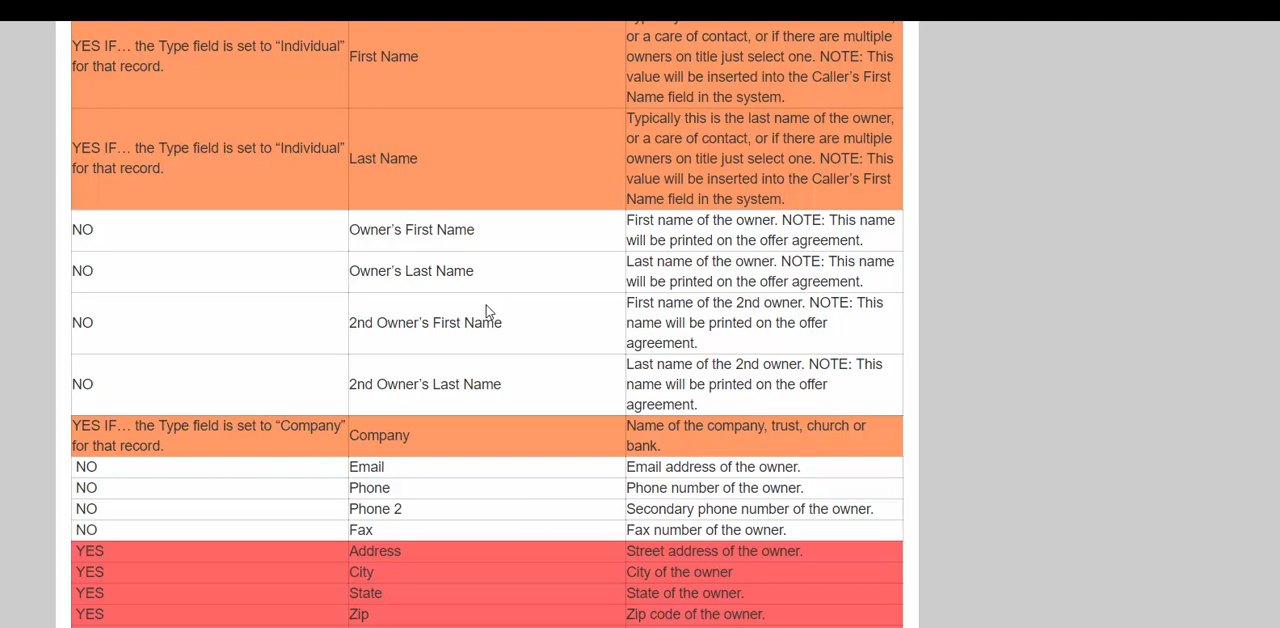 YES IF… the Type field is set to “Individual”
for that record.
First Name
or a care of contact, or if there are multiple
owners on title just select one. NOTE: This
value will be inserted into the Caller’s First
Name field in the system.
YES IF… the Type field is set to “Individual”
for that record.
Last Name
Typically this is the last name of the owner,
or a care of contact, or if there are multiple
owners on title just select one. NOTE: This
value will be inserted into the Caller’s First
Name field in the system.
NO
Owner’s First Name
First name of the owner. NOTE: This name
will be printed on the offer agreement.
NO
Owner’s Last Name
Last name of the owner. NOTE: This name
will be printed on the offer agreement.
NO
2nd Owner’s First Name
First name of the 2nd owner. NOTE: This
name will be printed on the offer
agreement.
NO
2nd Owner’s Last Name
Last name of the 2nd owner. NOTE: This
name will be printed on the offer
agreement.
YES IF… the Type field is set to “Company”
for that record.
Company
Name of the company, trust, church or
bank.
NO
Email
Email address of the owner.
NO
Phone
Phone number of the owner.
NO
Phone 2
Secondary phone number of the owner.
NO
Fax
Fax number of the owner.
YES
Address
Street address of the owner.
YES
City
City of the owner
YES
State
State of the owner.
YES
Zip
Zip code of the owner.